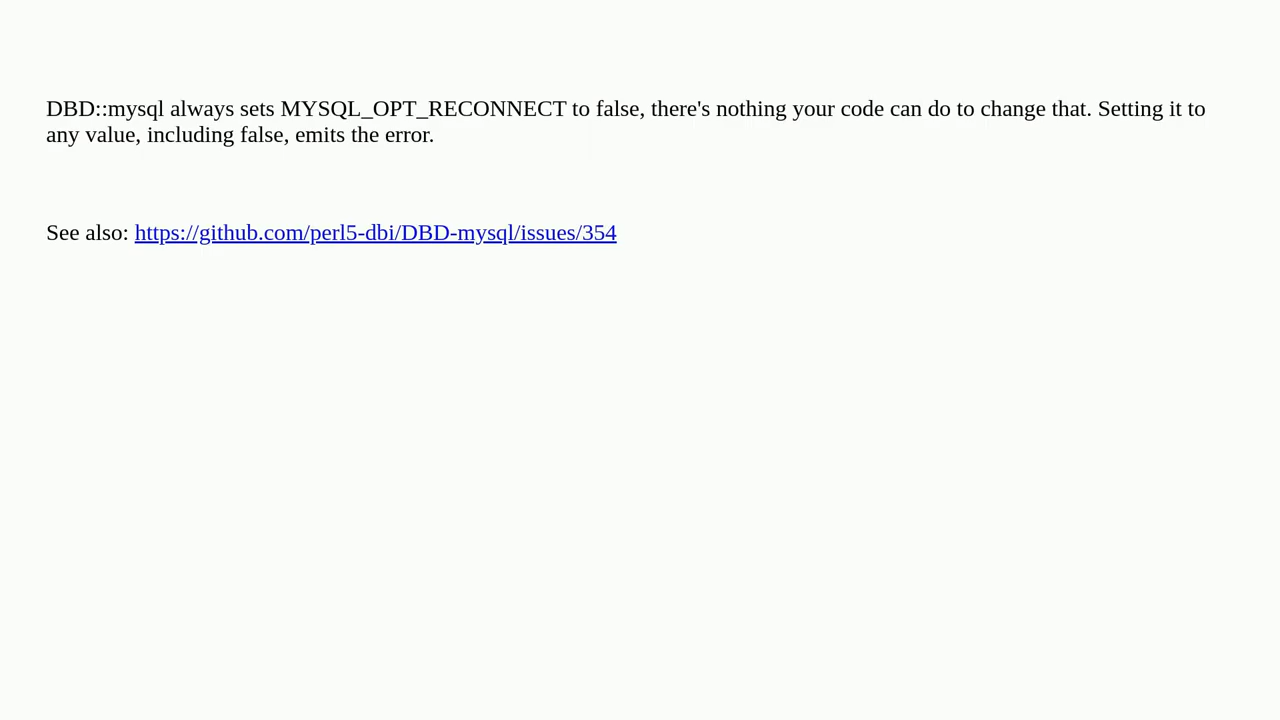 DBD::mysql always sets MYSQL_OPT_RECONNECT to false, there's nothing your code can do to change that. Setting it to
any value, including false, emits the error.
See also: https://github.com/perl5-dbi/DBD-mysql/issues/354